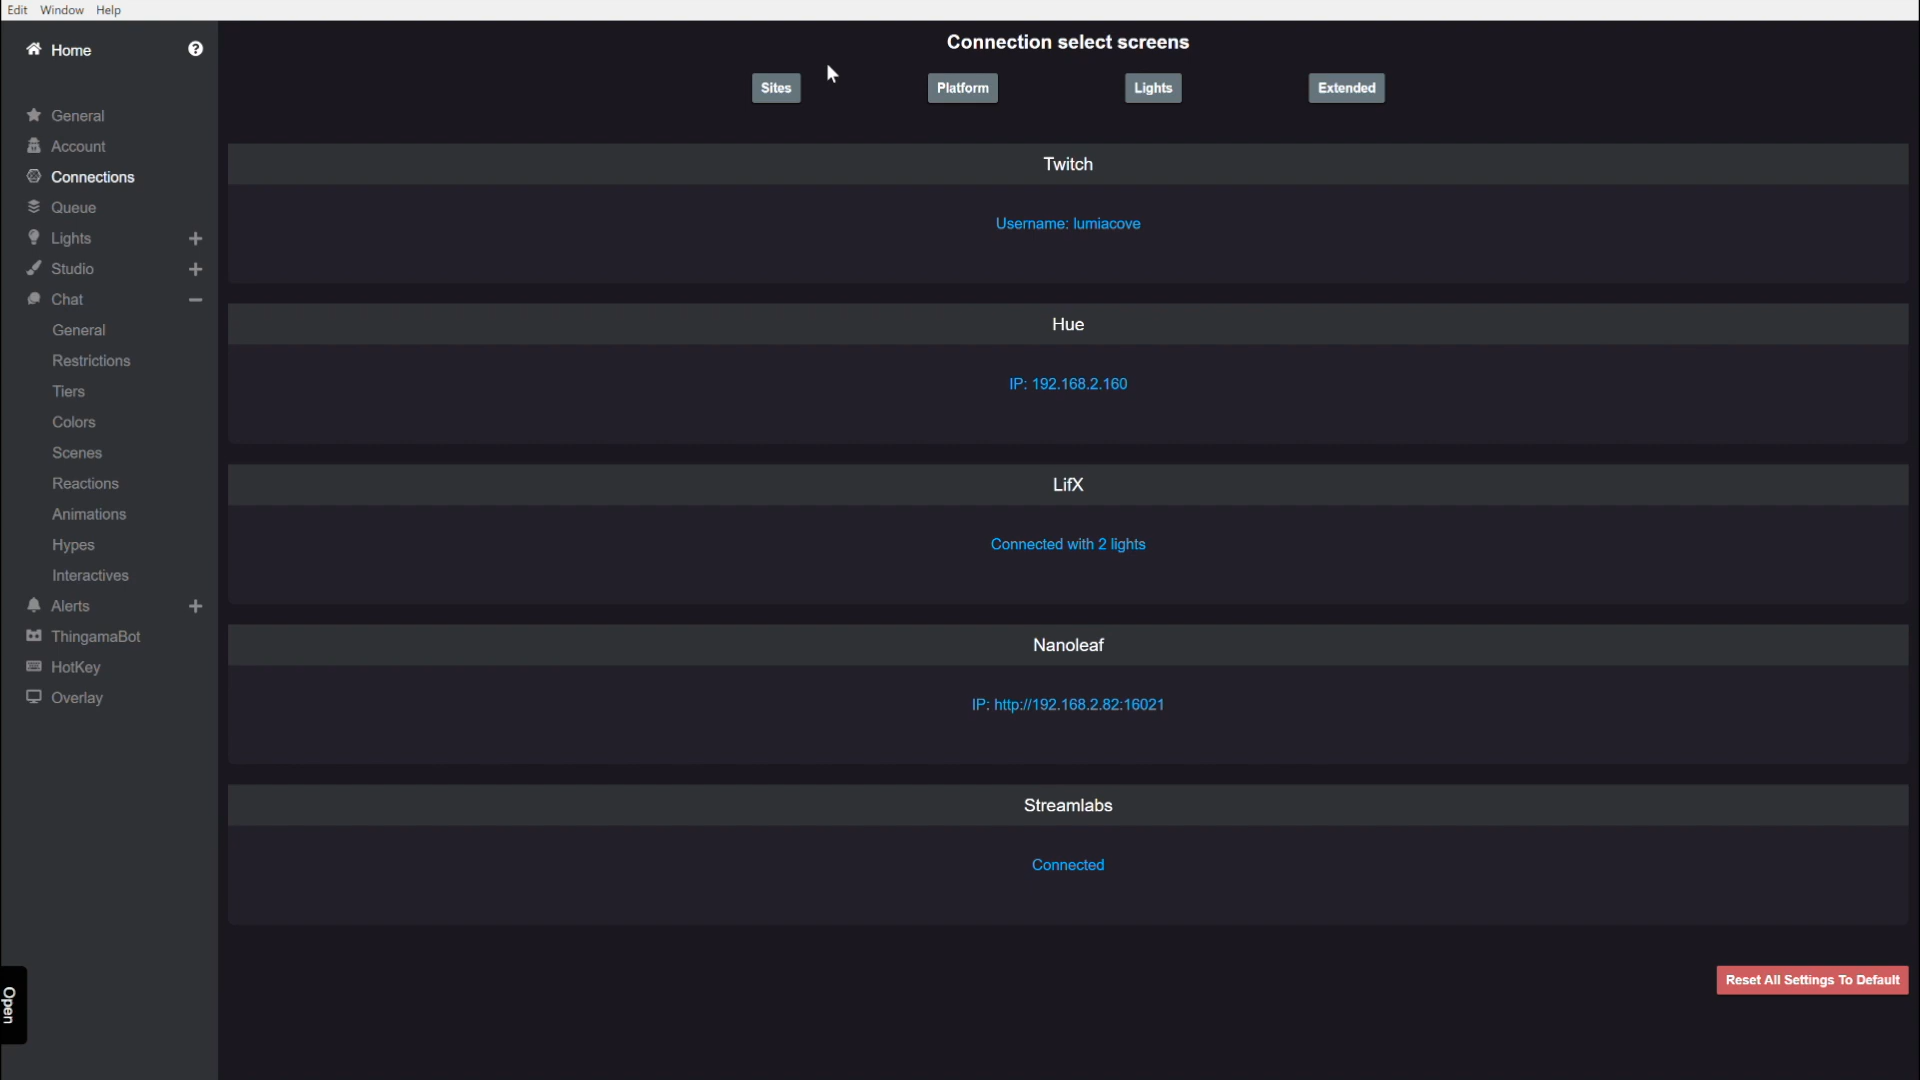 Edit Window Help
Home
General
Account
Connections
Queue
Lights
Studio
Chat
General
Restrictions
Tiers
Colors
Scenes
Reactions
Animations
Hypes
Interactives
Alerts
ThingamaBot
HotKey
Overlay
Open
Connection select screens
Sites Platform Lights Extended
Twitch
Username: lumiacove
Hue
IP: 192.168.2.160
LifX
Connected with 2 lights
Nanoleaf
IP: http://192.168.2.82:16021
Streamlabs
Connected
Reset All Settings To Default